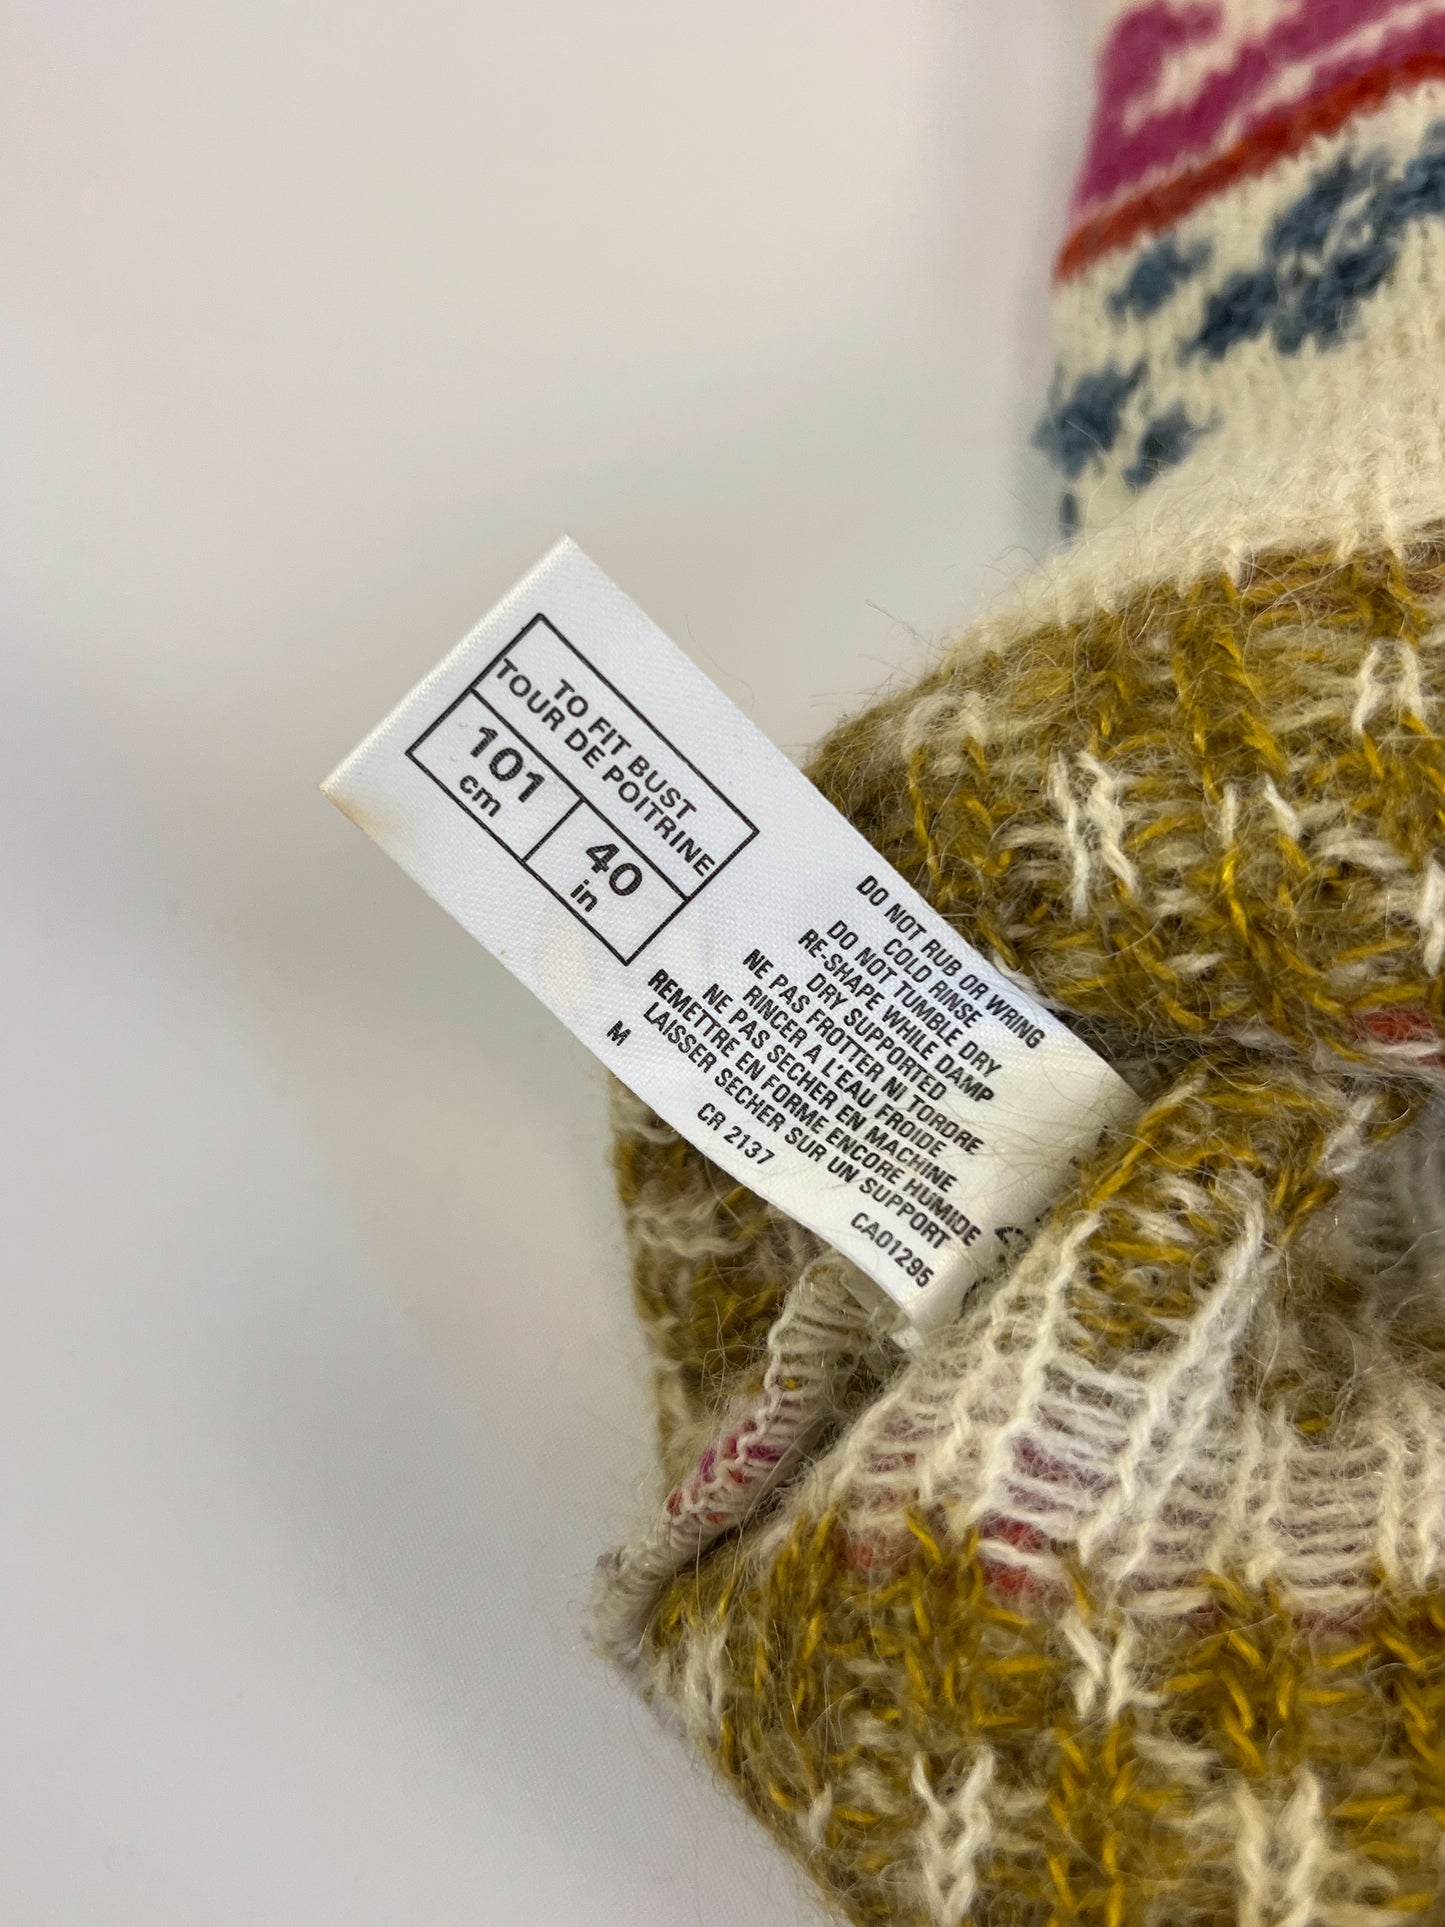 TO FIT BUST
TOUR DE POITRINE
101
cm
40
in
DO NOT RUB OR WRING
COLD RINSE
DO NOT TUMBLE DRY
RE-SHAPE WHILE DAMP
DRY SUPPORTED
NE PAS FROTTER NI TORDRE
RINCER À L'EAU FROIDE
NE PAS SECHER EN MACHINE
REMETTRE EN FORME ENCORE HUMIDE
LAISSER SECHER SUR UN SUPPORT
M
CR 2137
CA01295